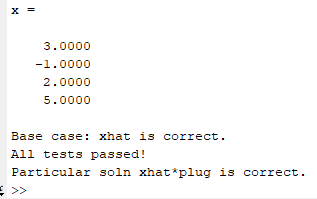 x =
3.0000
-1.0000
2.0000
5.0000
Base case: xhat is correct.
All tests passed!
Particular soln xhat*plug is correct.
>>